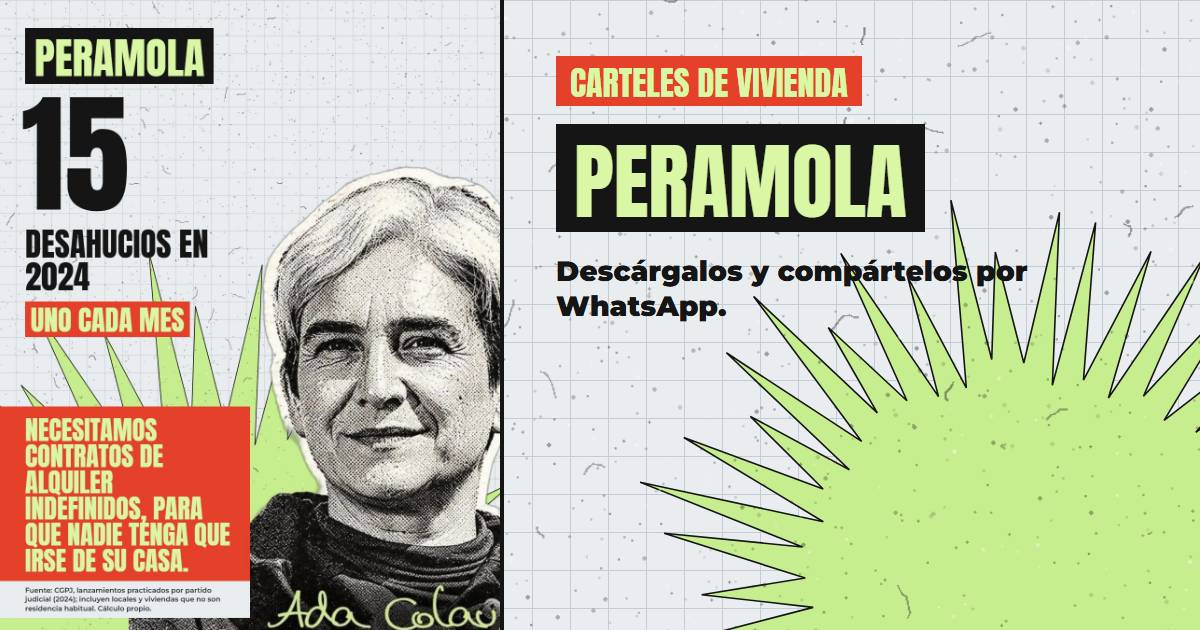 PERAMOLA
15
DESAHUCIOS EN
2024
UNO CADA MES
NECESITAMOS
CONTRATOS DE
ALQUILER
INDEFINIDOS, PARA
QUE NADIE TENGA QUE
IRSE DE SU CASA.
Fuente: CGPJ, lanzamientos practicados por partido
judicial (2024); incluyen locales y viviendas que no son
residencia habitual. Cálculo propio.
Ada Colau
CARTELES DE VIVIENDA
PERAMOLA
Descárgalos y compártelos por
WhatsApp.